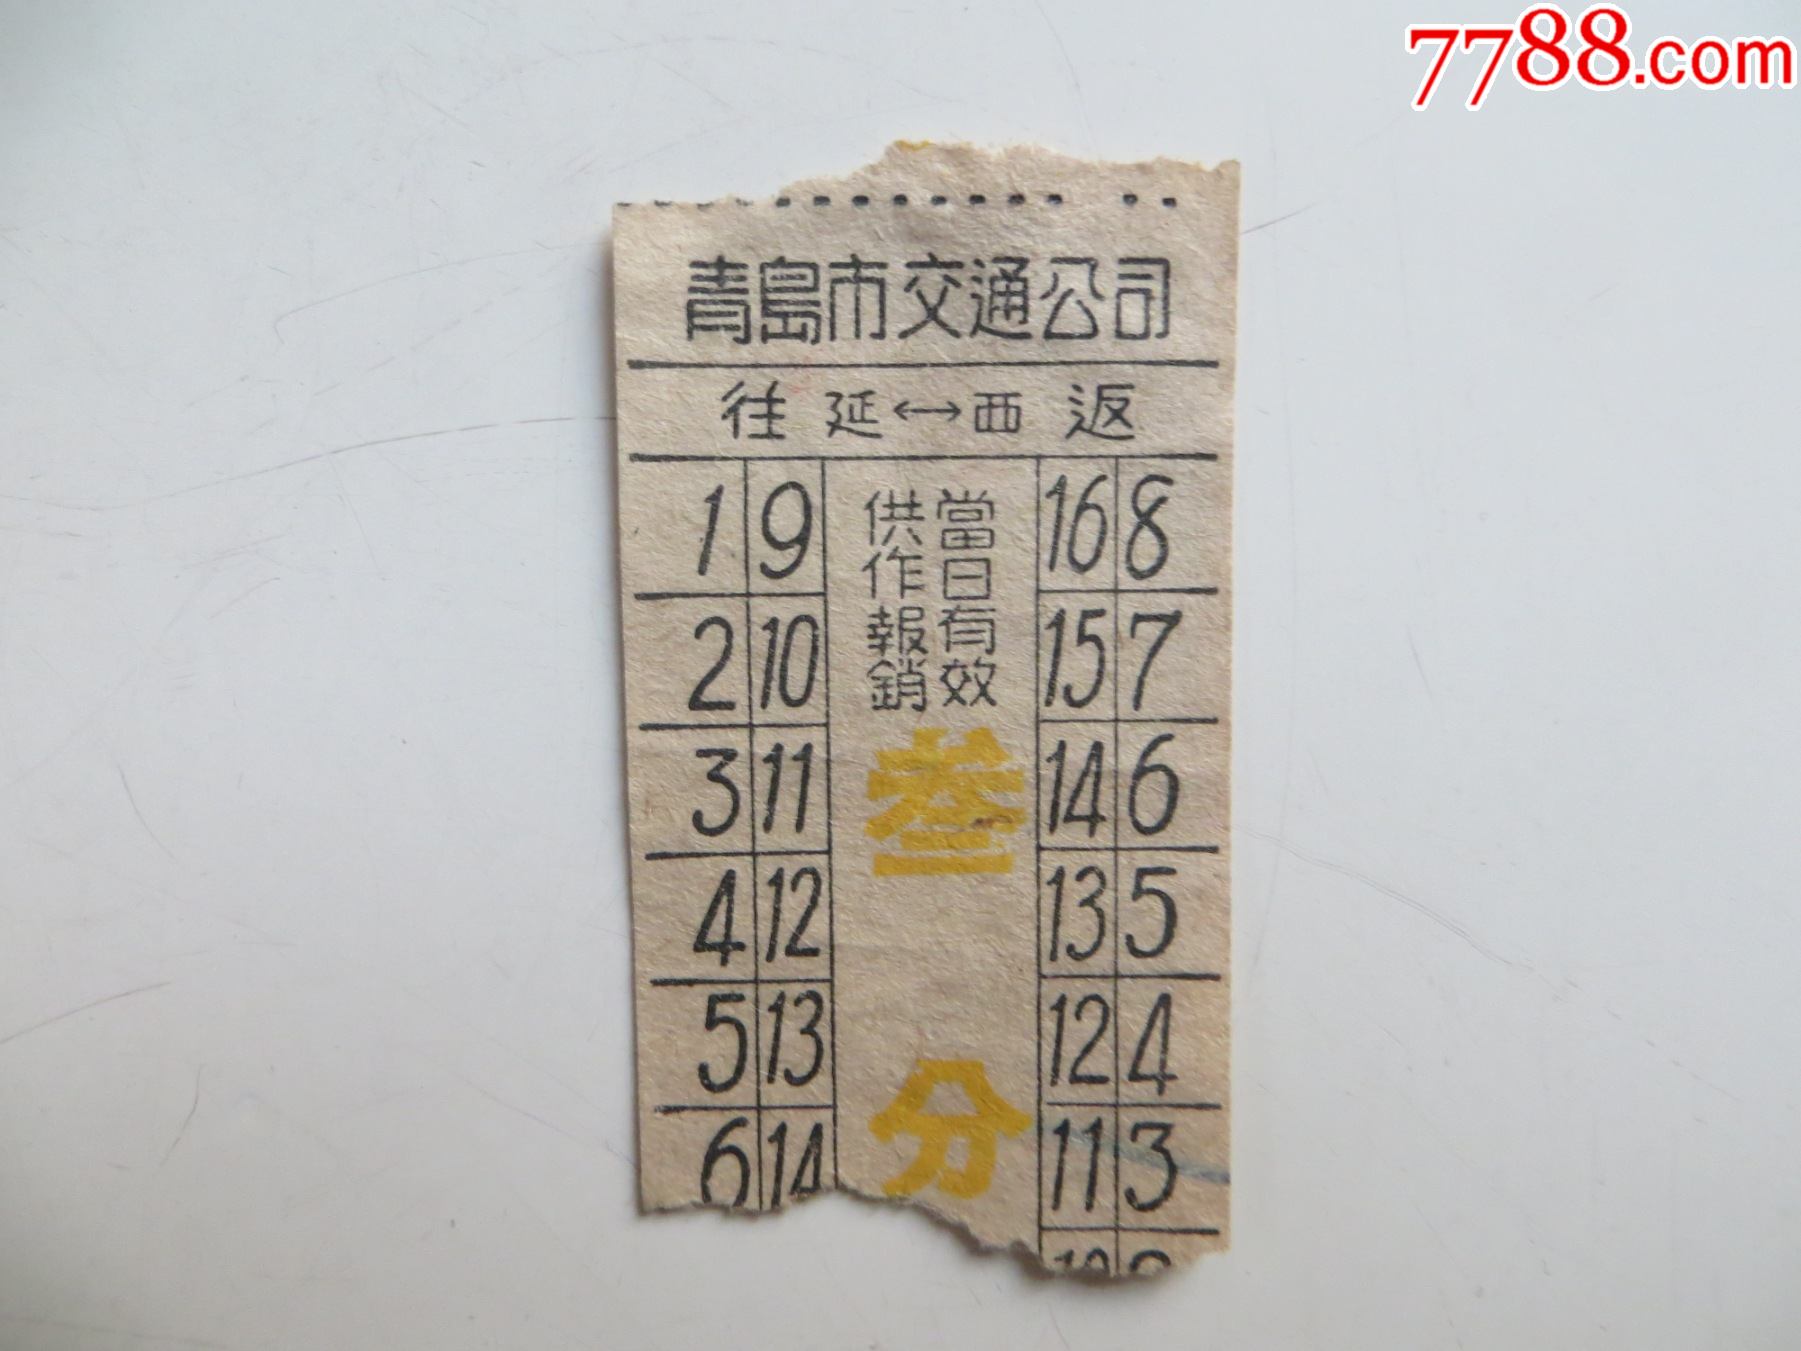 7788.com
青島市交通公司
往 延↔西 返
當日有效
供作報銷
叁分
1 9 16 8
2 10 15 7
3 11 14 6
4 12 13 5
5 13 12 4
6 14 11 3